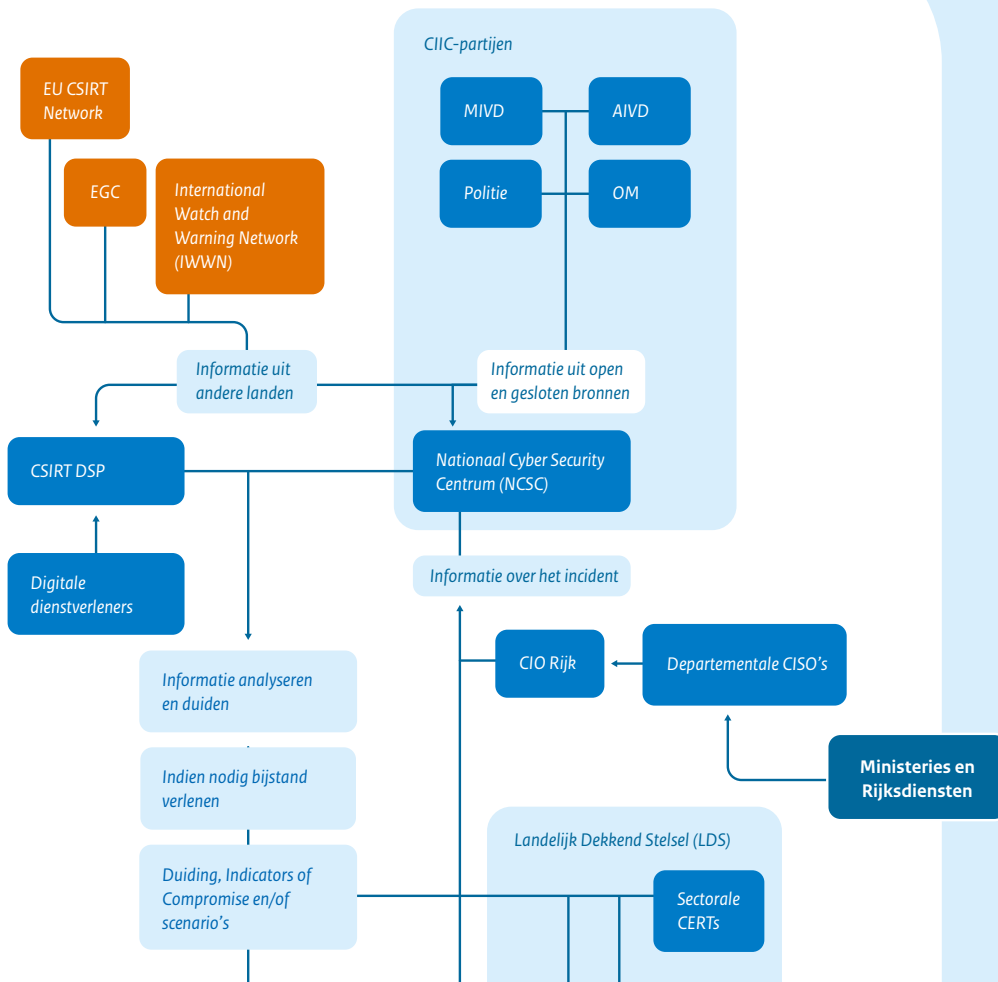 CIIC-partijen
EU CSIRT
Network
MIVD
AIVD
EGC
International
Watch and
Warning Network
(IWWN)
Politie
OM
Informatie uit
andere landen
Informatie uit open
en gesloten bronnen
CSIRT DSP
Nationaal Cyber Security
Centrum (NCSC)
Digitale
dienstverleners
Informatie over het incident
CIO Rijk
Departementale CISO's
Informatie analyseren
en duiden
Ministeries en
Rijksdiensten
Indien nodig bijstand
verlenen
Landelijk Dekkend Stelsel (LDS)
Duiding, Indicators of
Compromise en/of
scenario's
Sectorale
CERTs